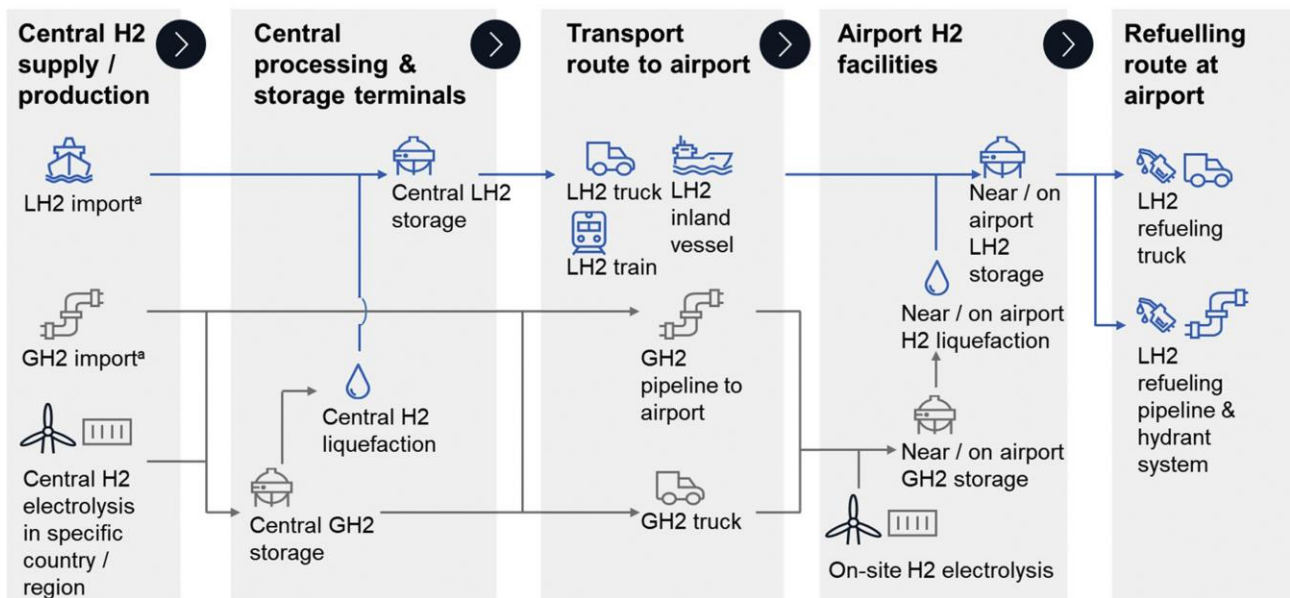 Central H2
supply /
production
Central
processing &
storage terminals
Transport
route to airport
Airport H2
facilities
Refuelling
route at
airport
LH2 importª
GH2 importª
Central H2
electrolysis
in specific
country /
region
Central LH2
storage
Central H2
liquefaction
Central GH2
storage
LH2 truck
LH2
inland
vessel
LH2 train
GH2
pipeline to
airport
GH2 truck
Near / on
airport
LH2
storage
Near / on airport
H2 liquefaction
Near / on airport
GH2 storage
On-site H2 electrolysis
LH2
refueling
truck
LH2
refueling
pipeline &
hydrant
system